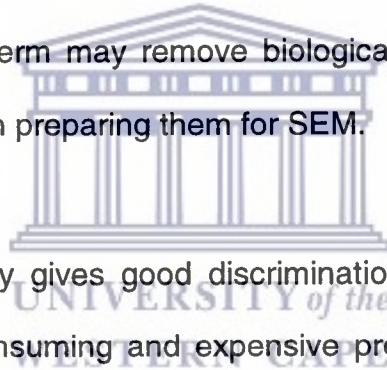 erm may remove biologica
n preparing them for SEM.
y gives good discriminatio
UNIVERSITY of the
nsuming and expensive pro
WESTERN CAPE